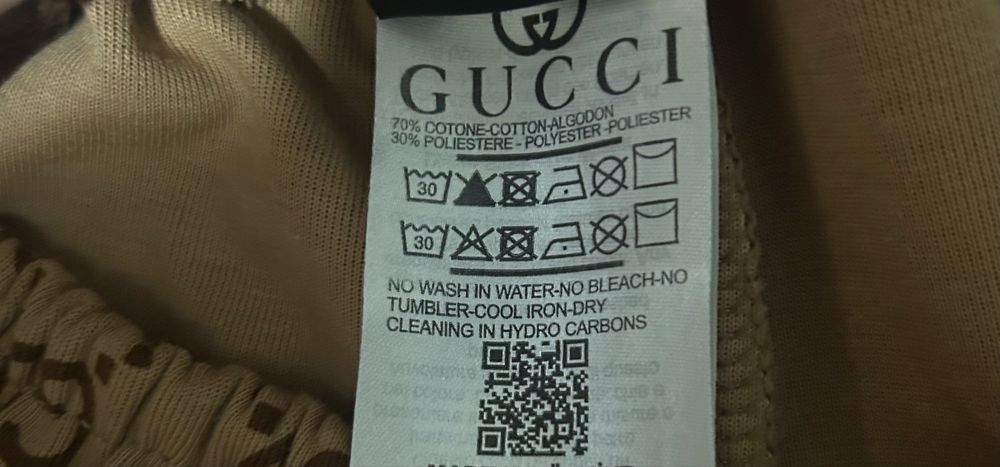 GUCCI
70% COTONE-COTTON-ALGODON
30% POLIESTERE - POLYESTER -POLIESTER
30
30
NO WASH IN WATER-NO BLEACH-NO
TUMBLER-COOL IRON-DRY
CLEANING IN HYDRO CARBONS